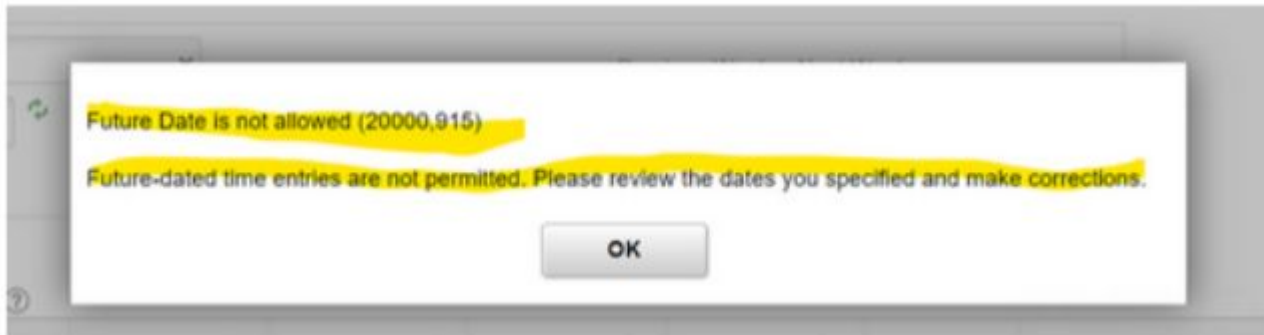 Future Date is not allowed (20000,915)
Future-dated time entries are not permitted. Please review the dates you specified and make corrections.
OK